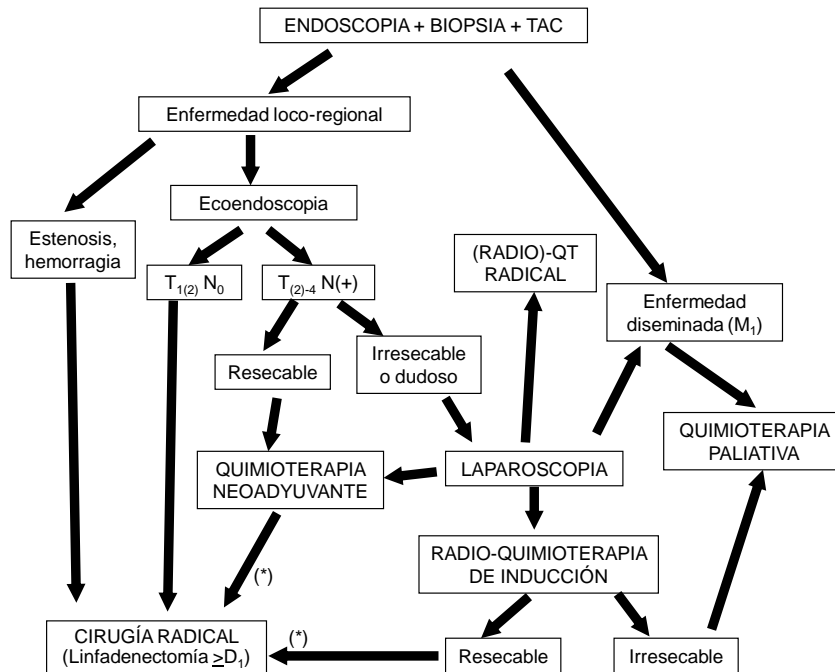 ENDOSCOPIA + BIOPSIA + TAC
Enfermedad loco-regional
Ecoendoscopia
Estenosis,
hemorragia
T1(2) N0
T(2)-4 N(+)
(RADIO)-QT
RADICAL
Enfermedad
diseminada (M1)
Resecable
Irresecable
o dudoso
QUIMIOTERAPIA
NEOADYUVANTE
LAPAROSCOPIA
QUIMIOTERAPIA
PALIATIVA
RADIO-QUIMIOTERAPIA
DE INDUCCIÓN
(*)
CIRUGÍA RADICAL
(Linfadenectomía ≥D1)
(*)
Resecable
Irresecable